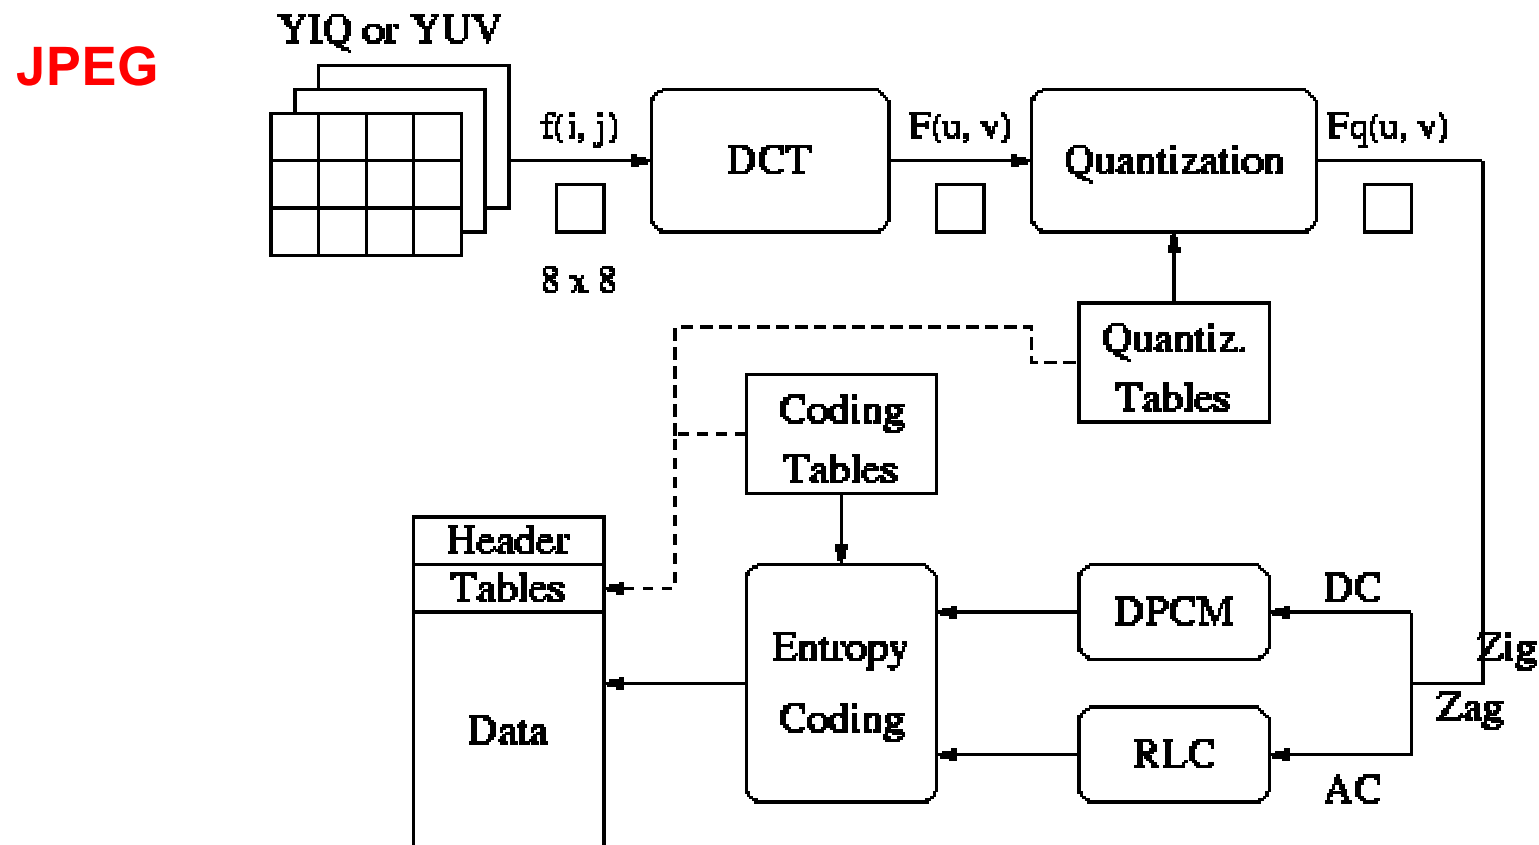 JPEG
YIQ or YUV
f(i, j)
8 x 8
DCT
F(u, v)
Quantization
Fq(u, v)
Quantiz.
Tables
Coding
Tables
Header
Tables
Data
Entropy
Coding
DPCM
RLC
DC
AC
Zig
Zag